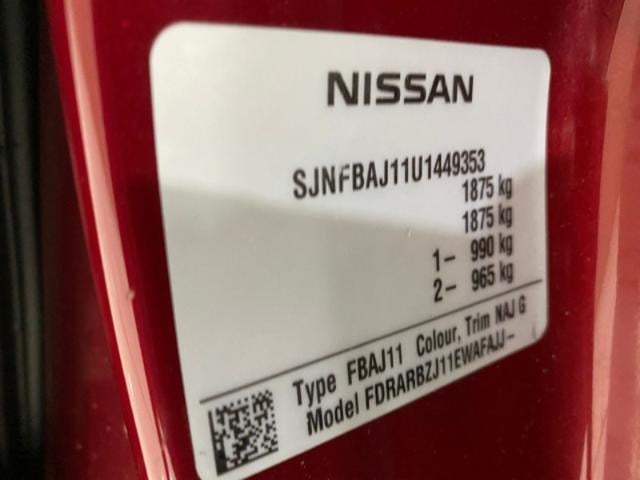 NISSAN
SJNFBAJ11U1449353
1875 kg
1875 kg
1– 990 kg
2– 965 kg
Type FBAJ11 Colour, Trim NAJ G
Model FDRARBZJ11EWAFAJJ–